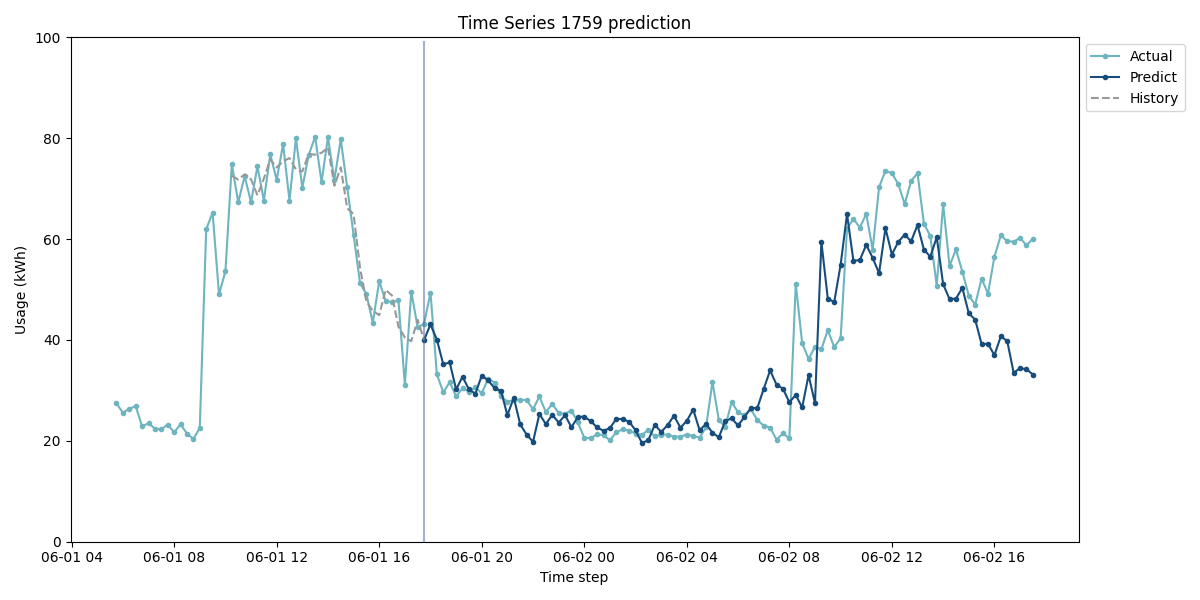 Time Series 1759 prediction
100
80
60
40
20
0
Usage (kWh)
06-01 04
06-01 08
06-01 12
06-01 16
06-01 20
06-02 00
06-02 04
06-02 08
06-02 12
06-02 16
Time step
Actual
Predict
History